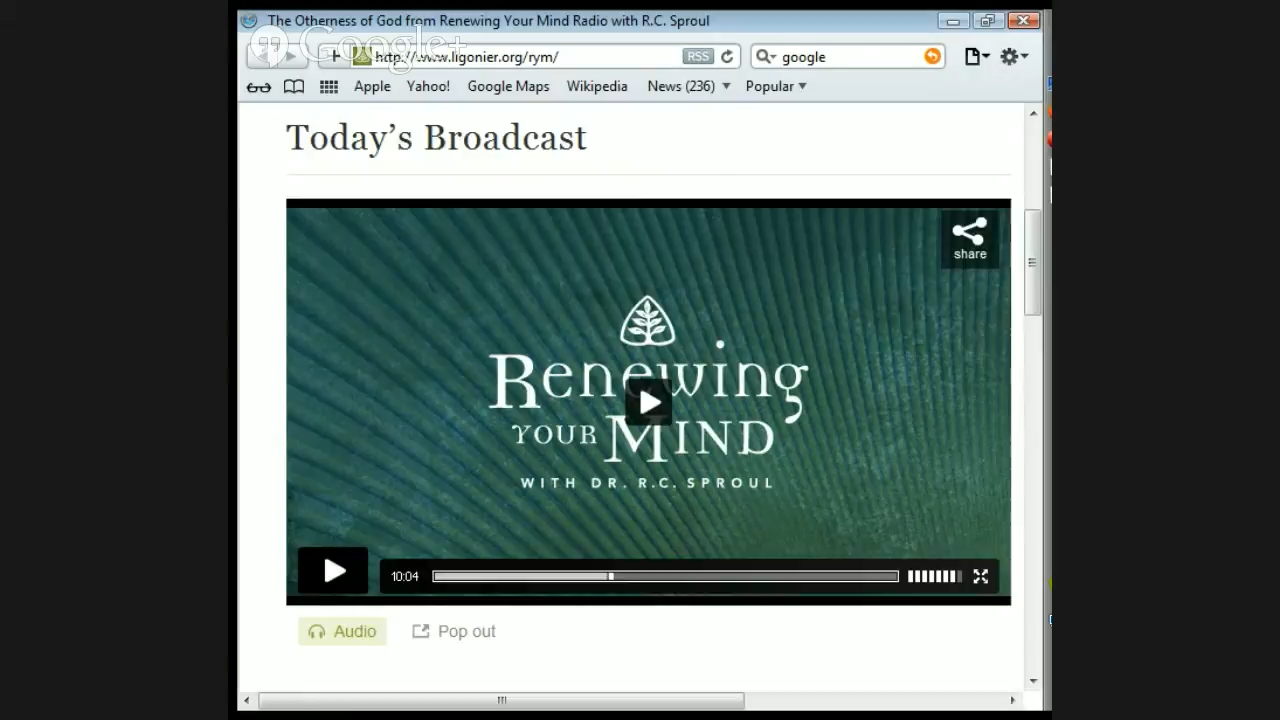 The Otherness of God from Renewing Your Mind Radio with R.C. Sproul
Google+
http://www.ligonier.org/rym/
RSS
google
Apple Yahoo! Google Maps Wikipedia News (236) Popular
Today's Broadcast
share
Renewing
YOUR MIND
WITH DR. R.C. SPROUL
10:04
Audio Pop out